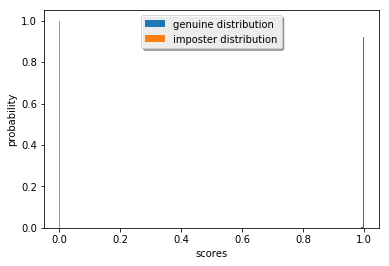 genuine distribution
imposter distribution
probability
1.0
0.8
0.6
0.4
0.2
0.0
0.0 0.2 0.4 0.6 0.8 1.0
scores